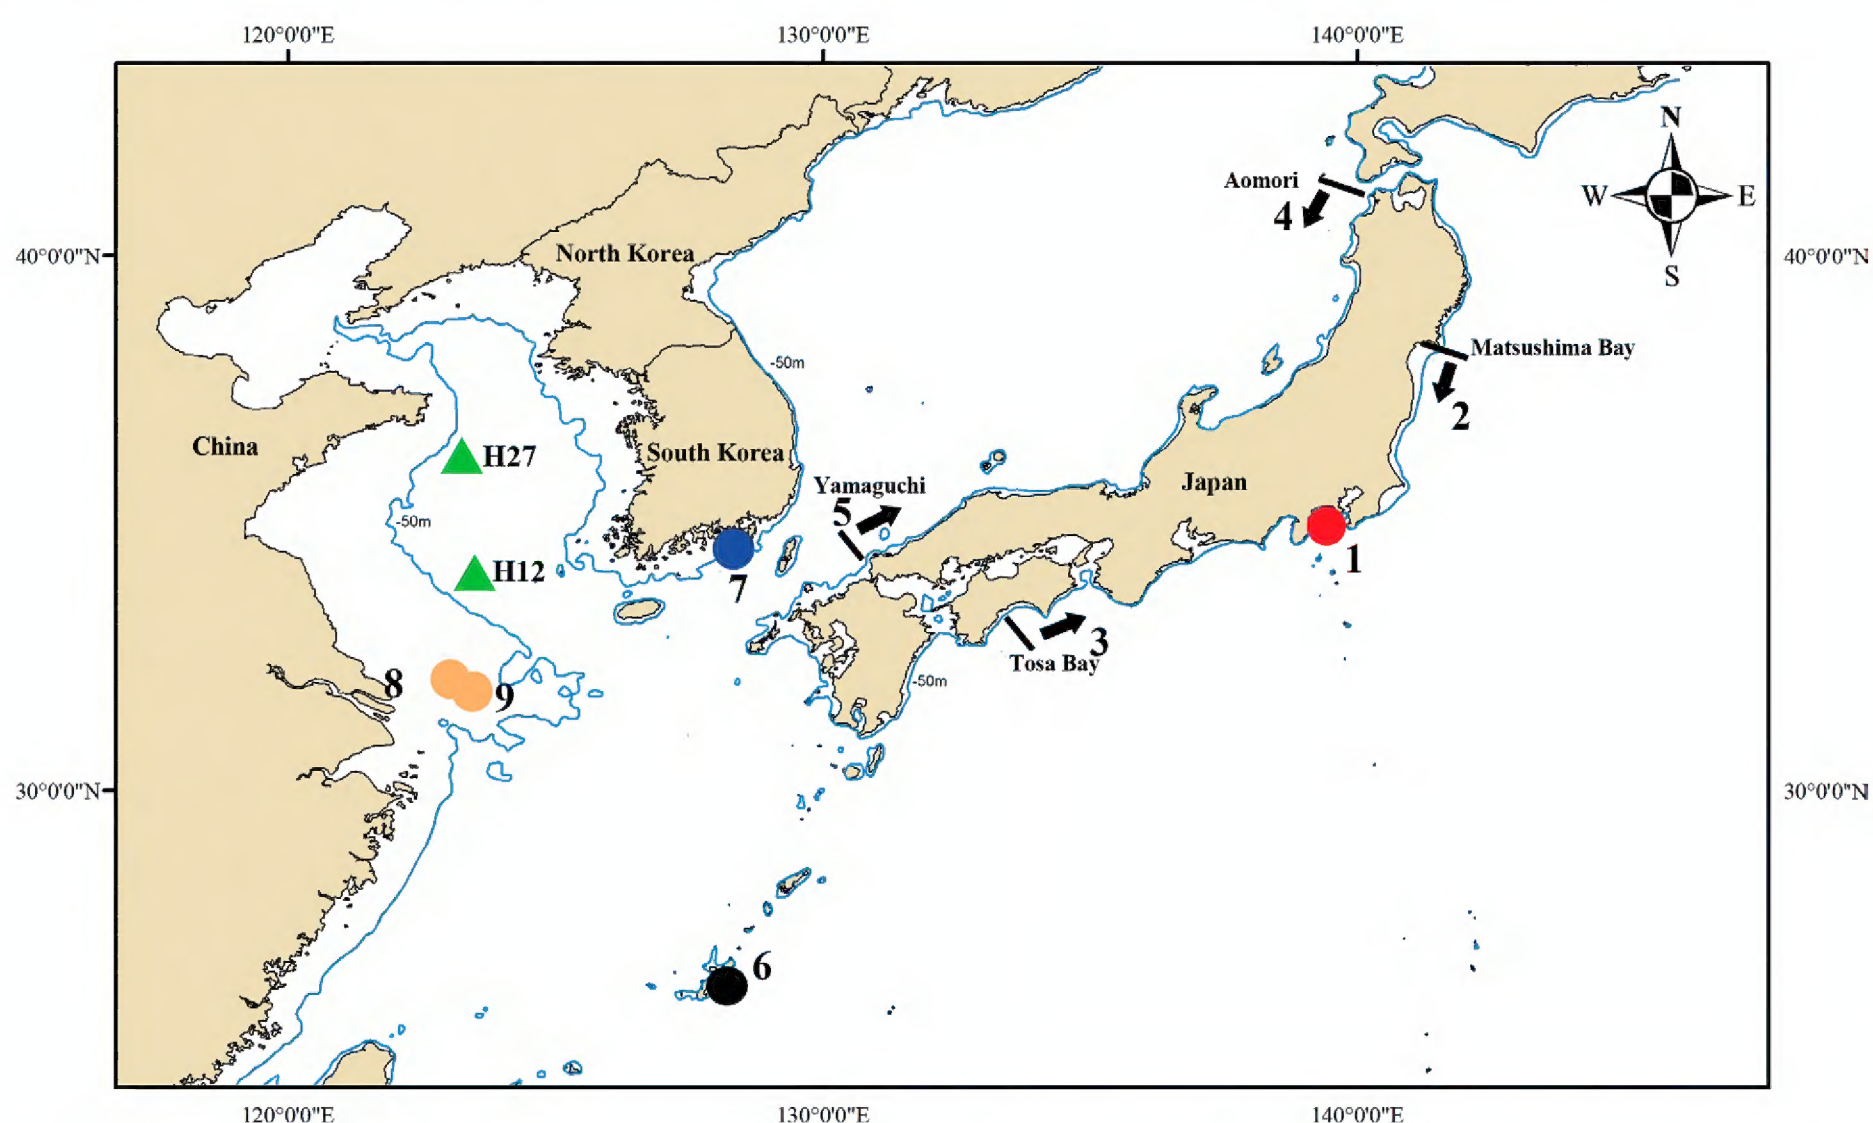 120°0'0"E 130°0'0"E 140°0'0"E
N
Aomori
W E
4
S
40°0'0"N 40°0'0"N
North Korea
Matsushima Bay
-50m
2
China
H27
South Korea
Yamaguchi
Japan
5
-50m
1
H12
7
3
Tosa Bay
8
9
-50m
30°0'0"N 30°0'0"N
6
120°0'0"E 130°0'0"E 140°0'0"E